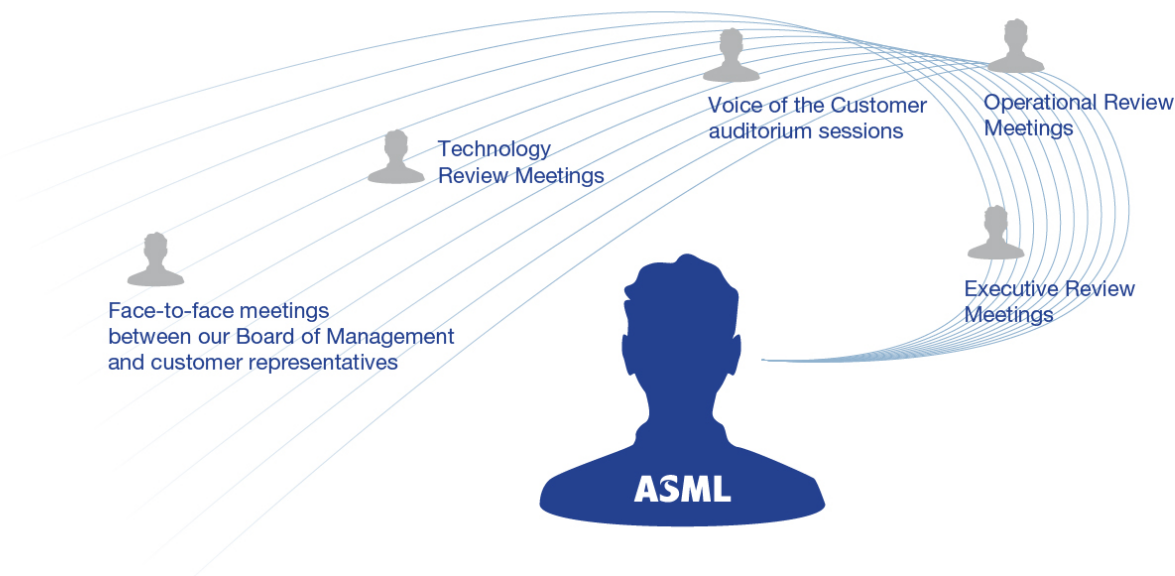 Voice of the Customer
auditorium sessions
Operational Review
Meetings
Technology
Review Meetings
Executive Review
Meetings
Face-to-face meetings
between our Board of Management
and customer representatives
ASML